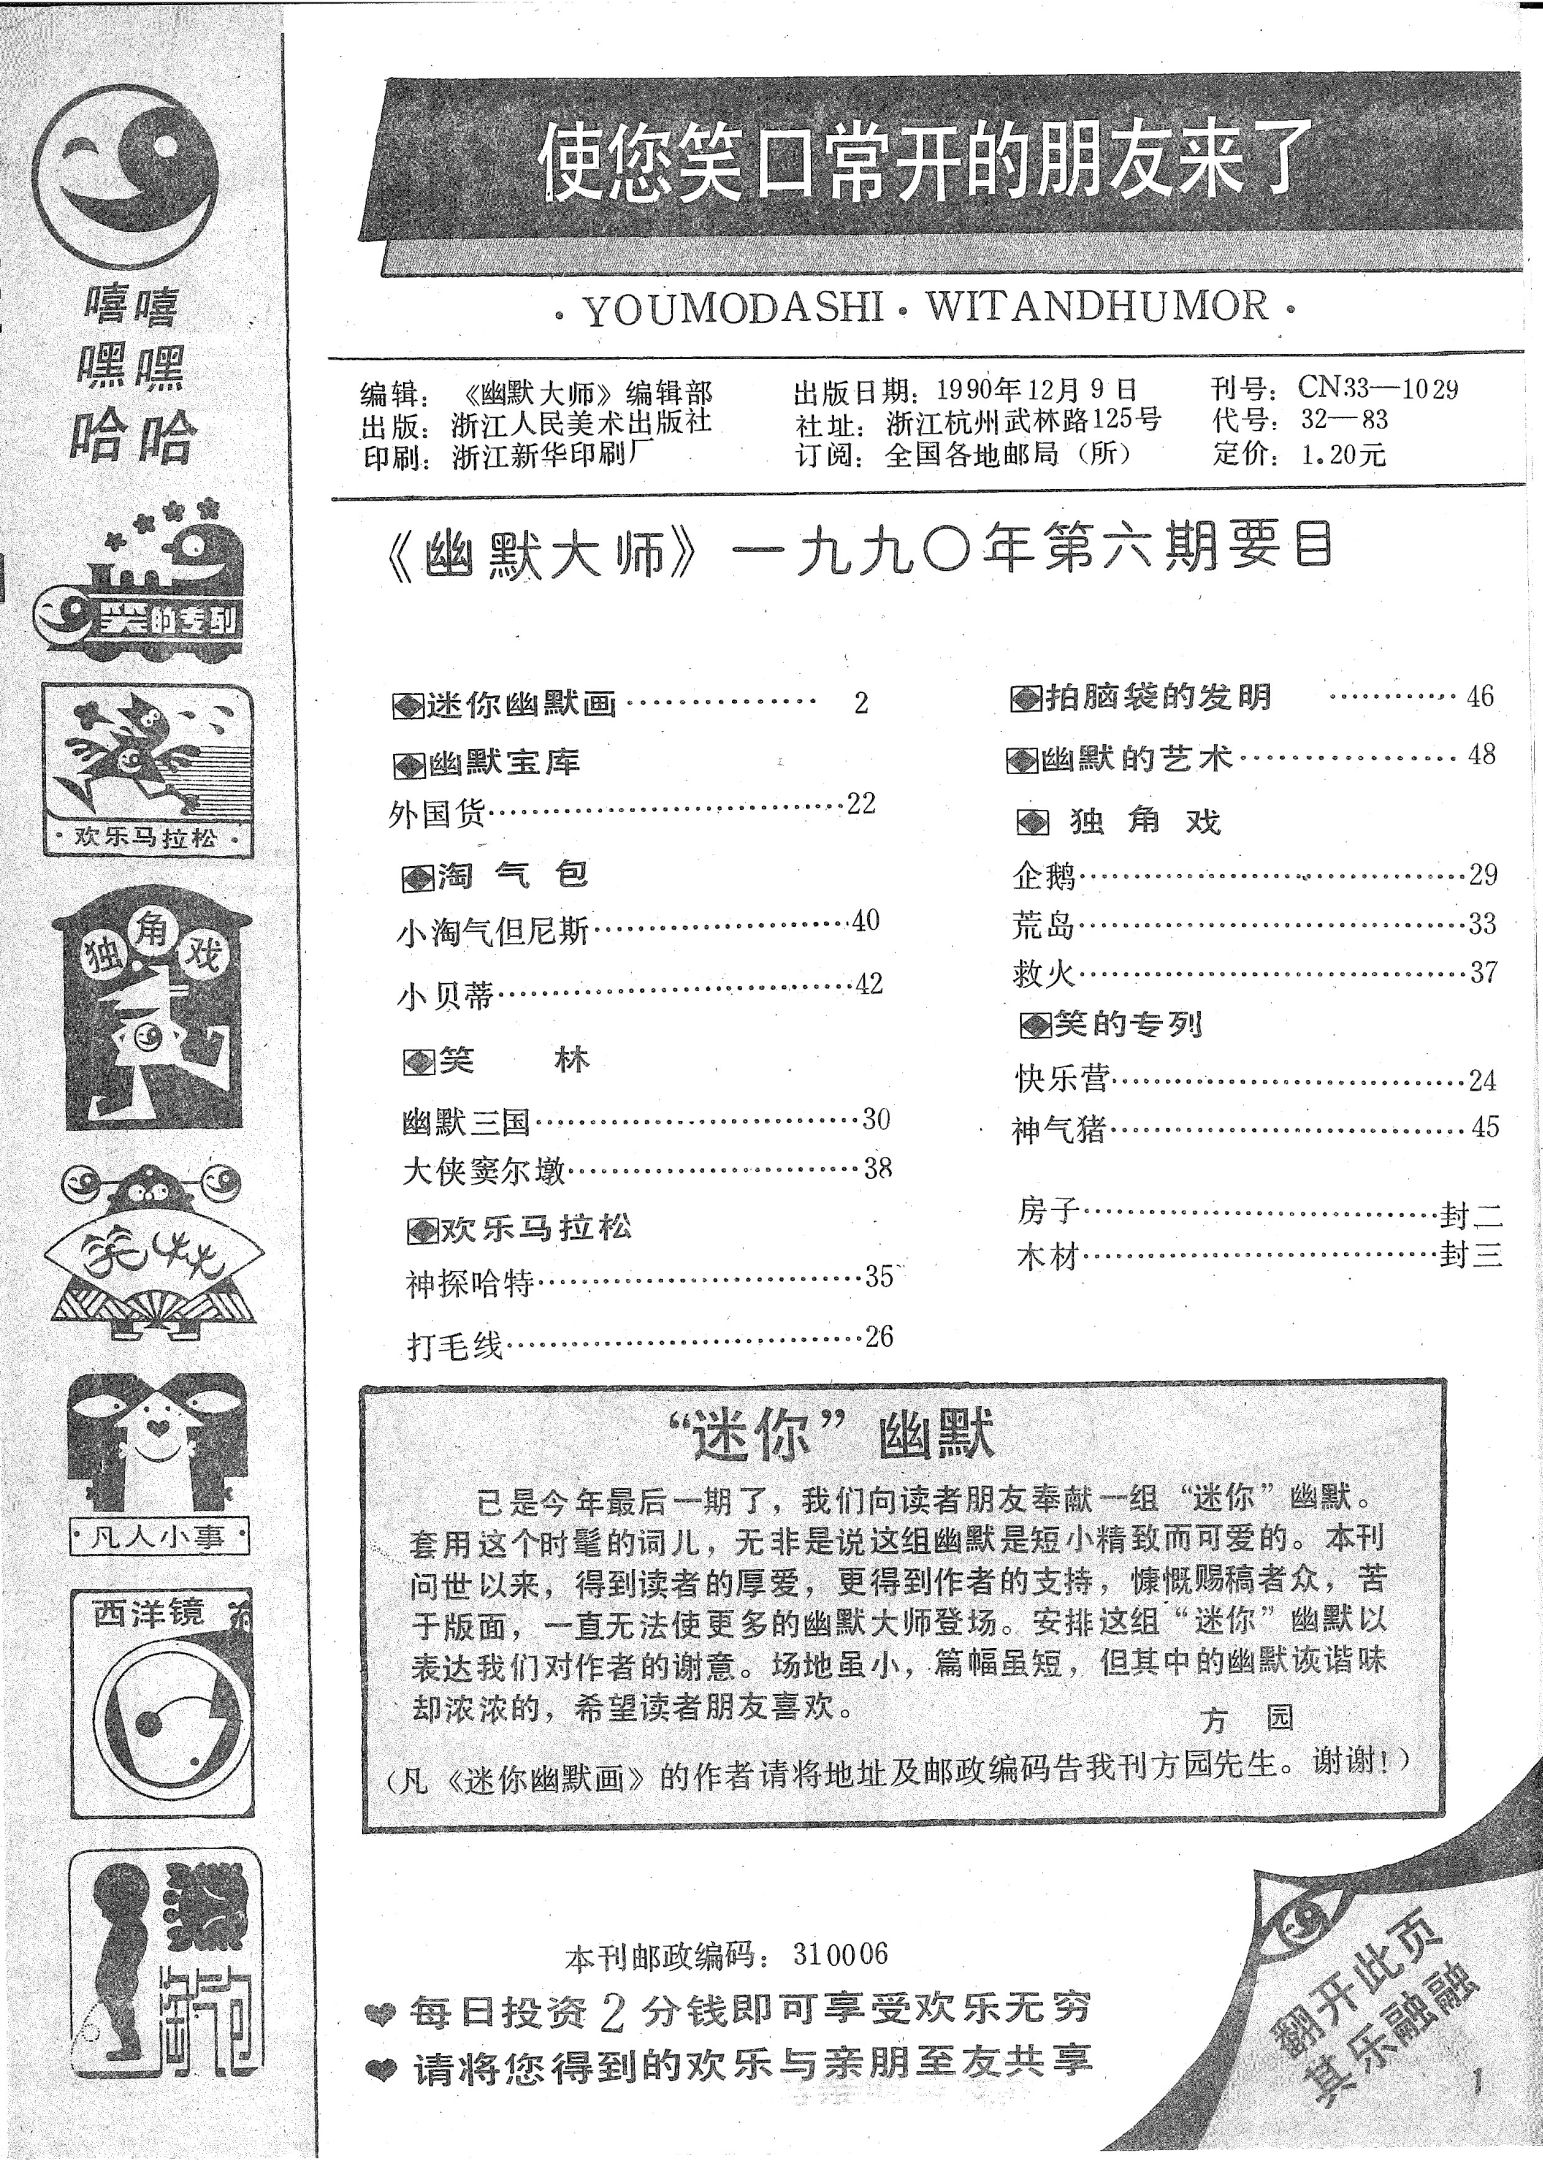 使您笑口常开的朋友来了
·YOUMODASHI·WITANDHUMOR·
编辑：《幽默大师》编辑部
出版：浙江人民美术出版社
印刷：浙江新华印刷厂
出版日期：1990年12月9日
社址：浙江杭州武林路125号
订阅：全国各地邮局（所）
刊号：CN33—1029
代号：32—83
定价：1.20元
《幽默大师》一九九〇年第六期要目
迷你幽默画……………2
幽默宝库
外国货……………22
淘气包
小淘气但尼斯……………40
小贝蒂……………42
笑林
幽默三国……………30
大侠窦尔墩……………38
欢乐马拉松
神探哈特……………35
打毛线……………26
拍脑袋的发明…………46
幽默的艺术……………48
独角戏
企鹅……………29
荒岛……………33
救火……………37
笑的专列
快乐营……………24
神气猪……………45
房子……………封二
木材……………封三
“迷你”幽默
已是今年最后一期了，我们向读者朋友奉献一组“迷你”幽默。
套用这个时髦的词儿，无非是说这组幽默是短小精致而可爱的。本刊
问世以来，得到读者的厚爱，更得到作者的支持，慷慨赐稿者众，苦
于版面，一直无法使更多的幽默大师登场。安排这组“迷你”幽默以
表达我们对作者的谢意。场地虽小，篇幅虽短，但其中的幽默诙谐味
却浓浓的，希望读者朋友喜欢。
方园
（凡《迷你幽默画》的作者请将地址及邮政编码告我刊方园先生。谢谢！）
本刊邮政编码：310006
每日投资2分钱即可享受欢乐无穷
请将您得到的欢乐与亲朋至友共享
翻开此页
其乐融融
1
嘻嘻
嘿嘿
哈哈
笑的专列
·欢乐马拉松·
独角戏
笑林
·凡人小事·
西洋镜